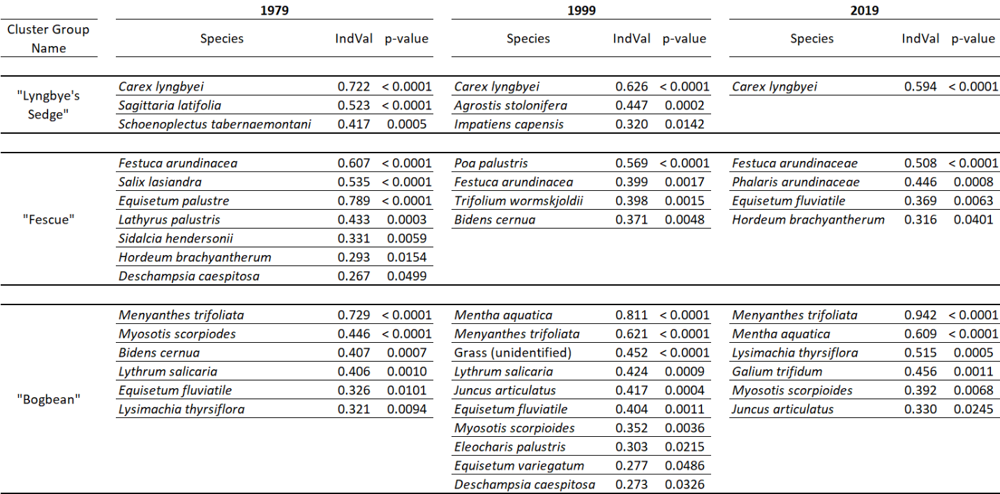 1979 1999 2019
Cluster Group Name Species IndVal p-value Species IndVal p-value Species IndVal p-value
"Lyngbye's Sedge"
Carex lyngbyei 0.722 < 0.0001 Carex lyngbyei 0.626 < 0.0001 Carex lyngbyei 0.594 < 0.0001
Sagittaria latifolia 0.523 < 0.0001 Agrostis stolonifera 0.447 0.0002
Schoenoplectus tabernaemontani 0.417 0.0005 Impatiens capensis 0.320 0.0142
"Fescue"
Festuca arundinacea 0.607 < 0.0001 Poa palustris 0.569 < 0.0001 Festuca arundinaceae 0.508 < 0.0001
Salix lasiandra 0.535 < 0.0001 Festuca arundinacea 0.399 0.0017 Phalaris arundinaceae 0.446 0.0008
Equisetum palustre 0.789 < 0.0001 Trifolium wormskjoldii 0.398 0.0015 Equisetum fluviatile 0.369 0.0063
Lathyrus palustris 0.433 0.0003 Bidens cernua 0.371 0.0048 Hordeum brachyantherum 0.316 0.0401
Sidalcia hendersonii 0.331 0.0059
Hordeum brachyantherum 0.293 0.0154
Deschampsia caespitosa 0.267 0.0499
"Bogbean"
Menyanthes trifoliata 0.729 < 0.0001 Mentha aquatica 0.811 < 0.0001 Menyanthes trifoliata 0.942 < 0.0001
Myosotis scorpiodes 0.446 < 0.0001 Menyanthes trifoliata 0.621 < 0.0001 Mentha aquatica 0.609 < 0.0001
Bidens cernua 0.407 0.0007 Grass (unidentified) 0.452 < 0.0001 Lysimachia thyrsiflora 0.515 0.0005
Lythrum salicaria 0.406 0.0010 Lythrum salicaria 0.424 0.0009 Galium trifidum 0.456 0.0011
Equisetum fluviatile 0.326 0.0101 Juncus articulatus 0.417 0.0004 Myosotis scorpioides 0.392 0.0068
Lysimachia thyrsiflora 0.321 0.0094 Equisetum fluviatile 0.404 0.0011 Juncus articulatus 0.330 0.0245
Myosotis scorpioides 0.352 0.0036
Eleocharis palustris 0.303 0.0215
Equisetum variegatum 0.277 0.0486
Deschampsia caespitosa 0.273 0.0326